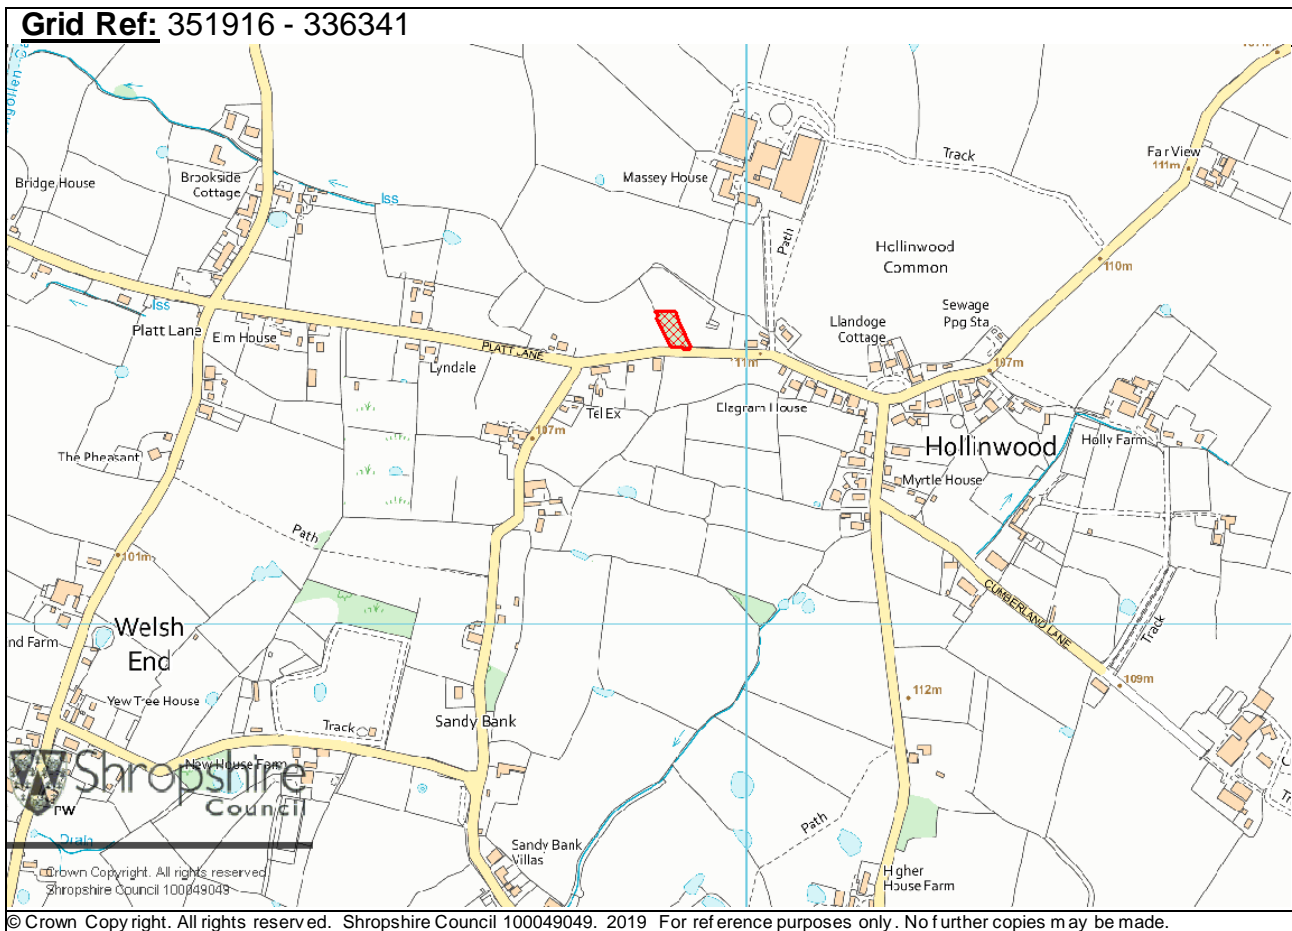 Grid Ref: 351916 - 336341
Bridge House
Brookside
Cottage
Iss
Massey House
Track
Fair View
111m
Path
Hollinwood
Common
110m
Iss
Platt Lane
Elm House
PLATT LANE
Lyndale
Tel Ex
Sewage
Ppg Sta
Llandoge
Cottage
107m
Elagram House
Holly Farm
Hollinwood
Myrtle House
The Pheasant
107m
Path
101m
CUMBERLAND LANE
Track
Welsh
End
nd Farm
109m
112m
Yew Tree House
Track
Sandy Bank
New House Farm
Shropshire
Council
Drain
Path
Sandy Bank
Villas
Higher
House Farm
Crown Copyright. All rights reserved.
Shropshire Council 100049049
© Crown Copyright. All rights reserved. Shropshire Council 100049049. 2019 For reference purposes only. No further copies may be made.